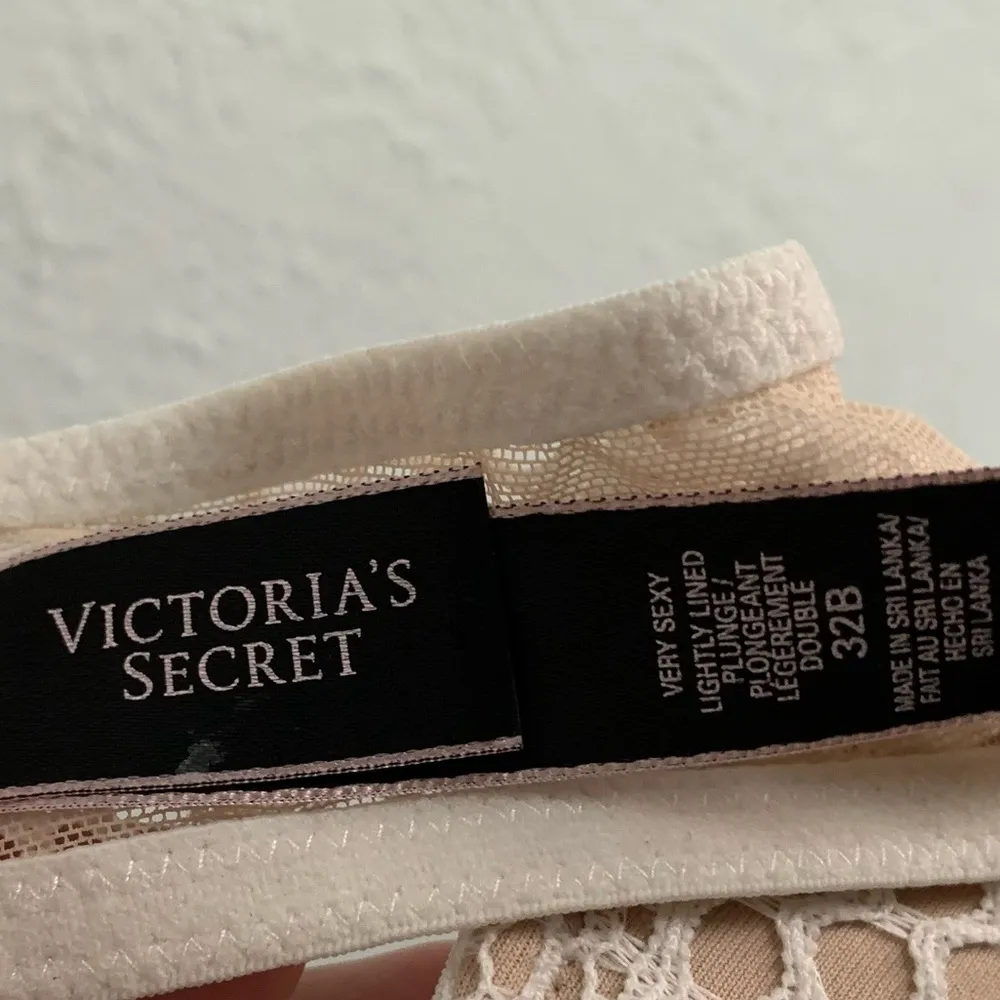 VICTORIA'S
SECRET
VERY SEXY
LIGHTLY LINED
PLUNGE /
PLONGEANT
LÉGÈREMENT
DOUBLÉ
32B
MADE IN SRI LANKA/
FAIT AU SRI LANKA/
HECHO EN
SRI LANKA